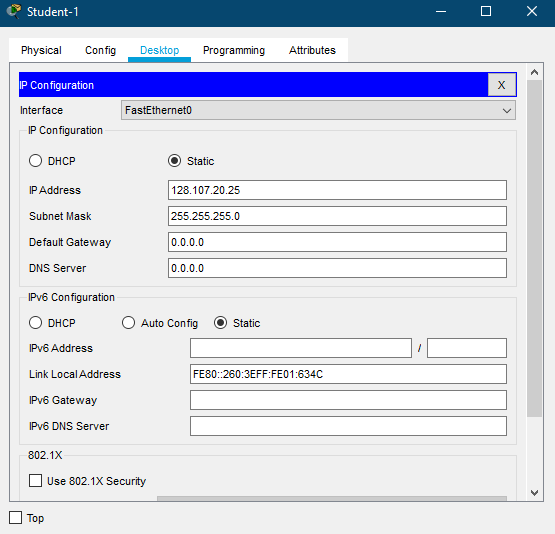 Student-1
Physical Config Desktop Programming Attributes
IP Configuration X
Interface FastEthernet0
IP Configuration
DHCP Static
IP Address 128.107.20.25
Subnet Mask 255.255.255.0
Default Gateway 0.0.0.0
DNS Server 0.0.0.0
IPv6 Configuration
DHCP Auto Config Static
IPv6 Address /
Link Local Address FE80::260:3EFF:FE01:634C
IPv6 Gateway
IPv6 DNS Server
802.1X
Use 802.1X Security
Top